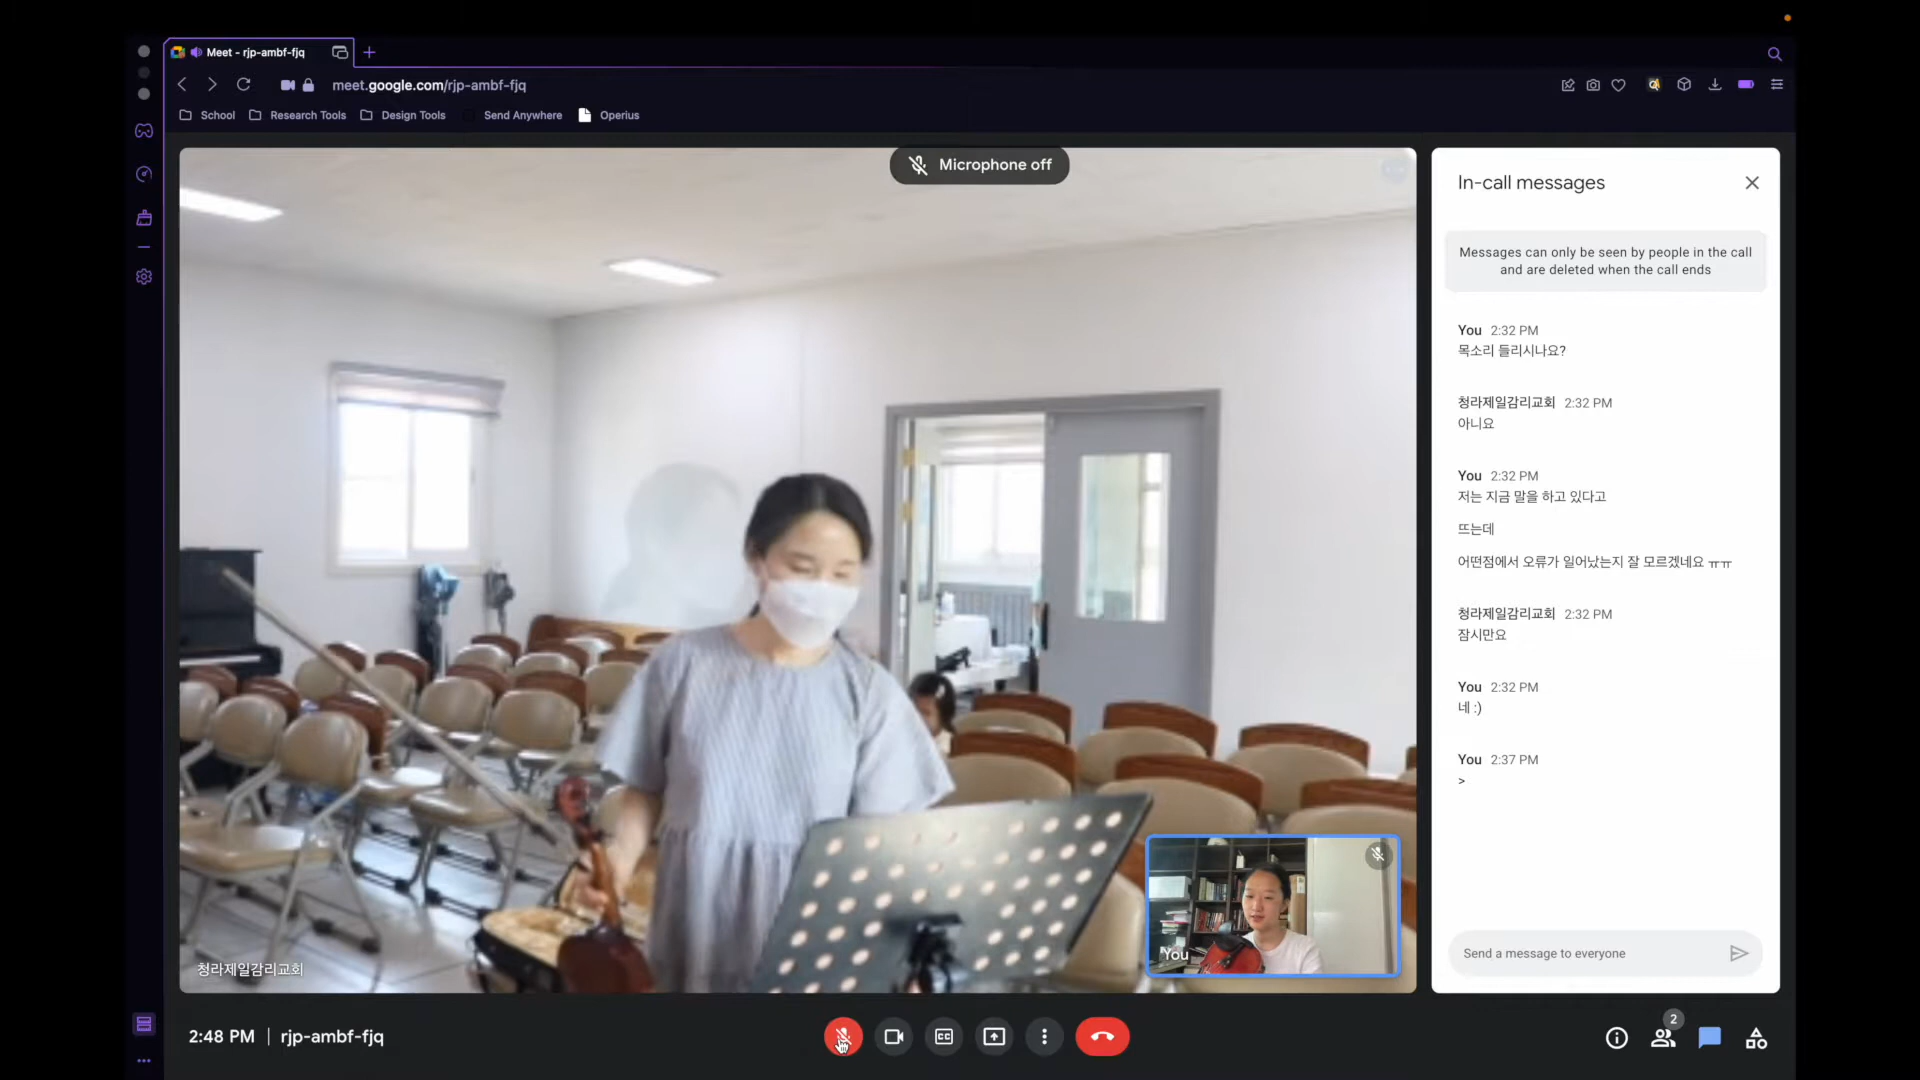 Meet - rjp-ambf-fjq
meet.google.com/rjp-ambf-fjq
School
Research Tools
Design Tools
Send Anywhere
Operius
Microphone off
청라제일감리교회
You
In-call messages
Messages can only be seen by people in the call
and are deleted when the call ends
You 2:32 PM
목소리 들리시나요?
청라제일감리교회 2:32 PM
아니요
You 2:32 PM
저는 지금 말을 하고 있다고
뜨는데
어떤점에서 오류가 일어났는지 잘 모르겠네요 ㅠㅠ
청라제일감리교회 2:32 PM
잠시만요
You 2:32 PM
네 :)
You 2:37 PM
>
Send a message to everyone
2:48 PM | rjp-ambf-fjq
CC
2